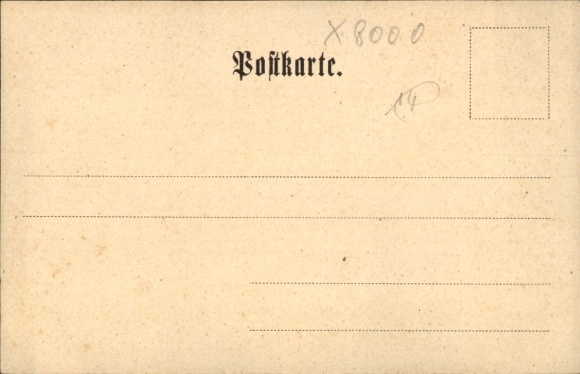 X 8000
Postkarte.
14